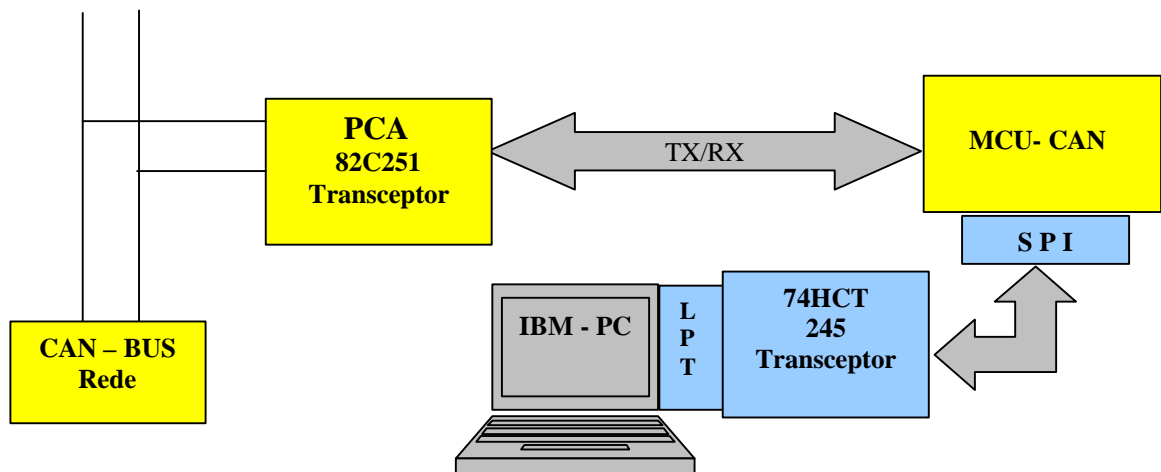 PCA
82C251
Transceptor
TX/RX
MCU- CAN
S P I
CAN – BUS
Rede
IBM - PC
L
P
T
74HCT
245
Transceptor